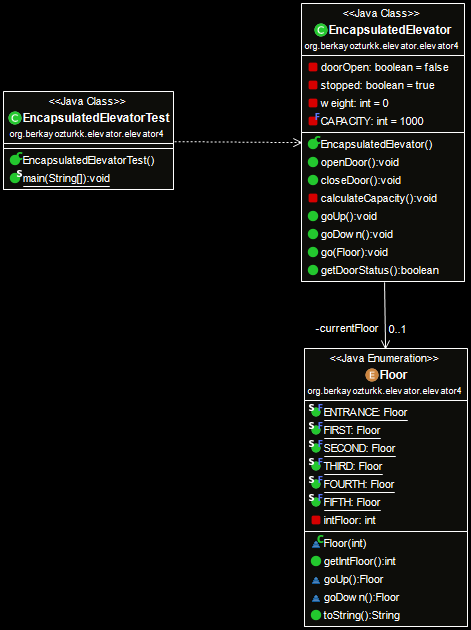 <<Java Class>>
EncapsulatedElevator
org.berkayozturkk.elevator.elevator4
doorOpen: boolean = false
stopped: boolean = true
weight: int = 0
CAPACITY: int = 1000
EncapsulatedElevator()
openDoor():void
closeDoor():void
calculateCapacity():void
goUp():void
goDown():void
go(Floor):void
getDoorStatus():boolean
<<Java Class>>
EncapsulatedElevatorTest
org.berkayozturkk.elevator.elevator4
EncapsulatedElevatorTest()
main(String[]):void
-currentFloor 0..1
<<Java Enumeration>>
Floor
org.berkayozturkk.elevator.elevator4
ENTRANCE: Floor
FIRST: Floor
SECOND: Floor
THIRD: Floor
FOURTH: Floor
FIFTH: Floor
intFloor: int
Floor(int)
getIntFloor():int
goUp():Floor
goDown():Floor
toString():String